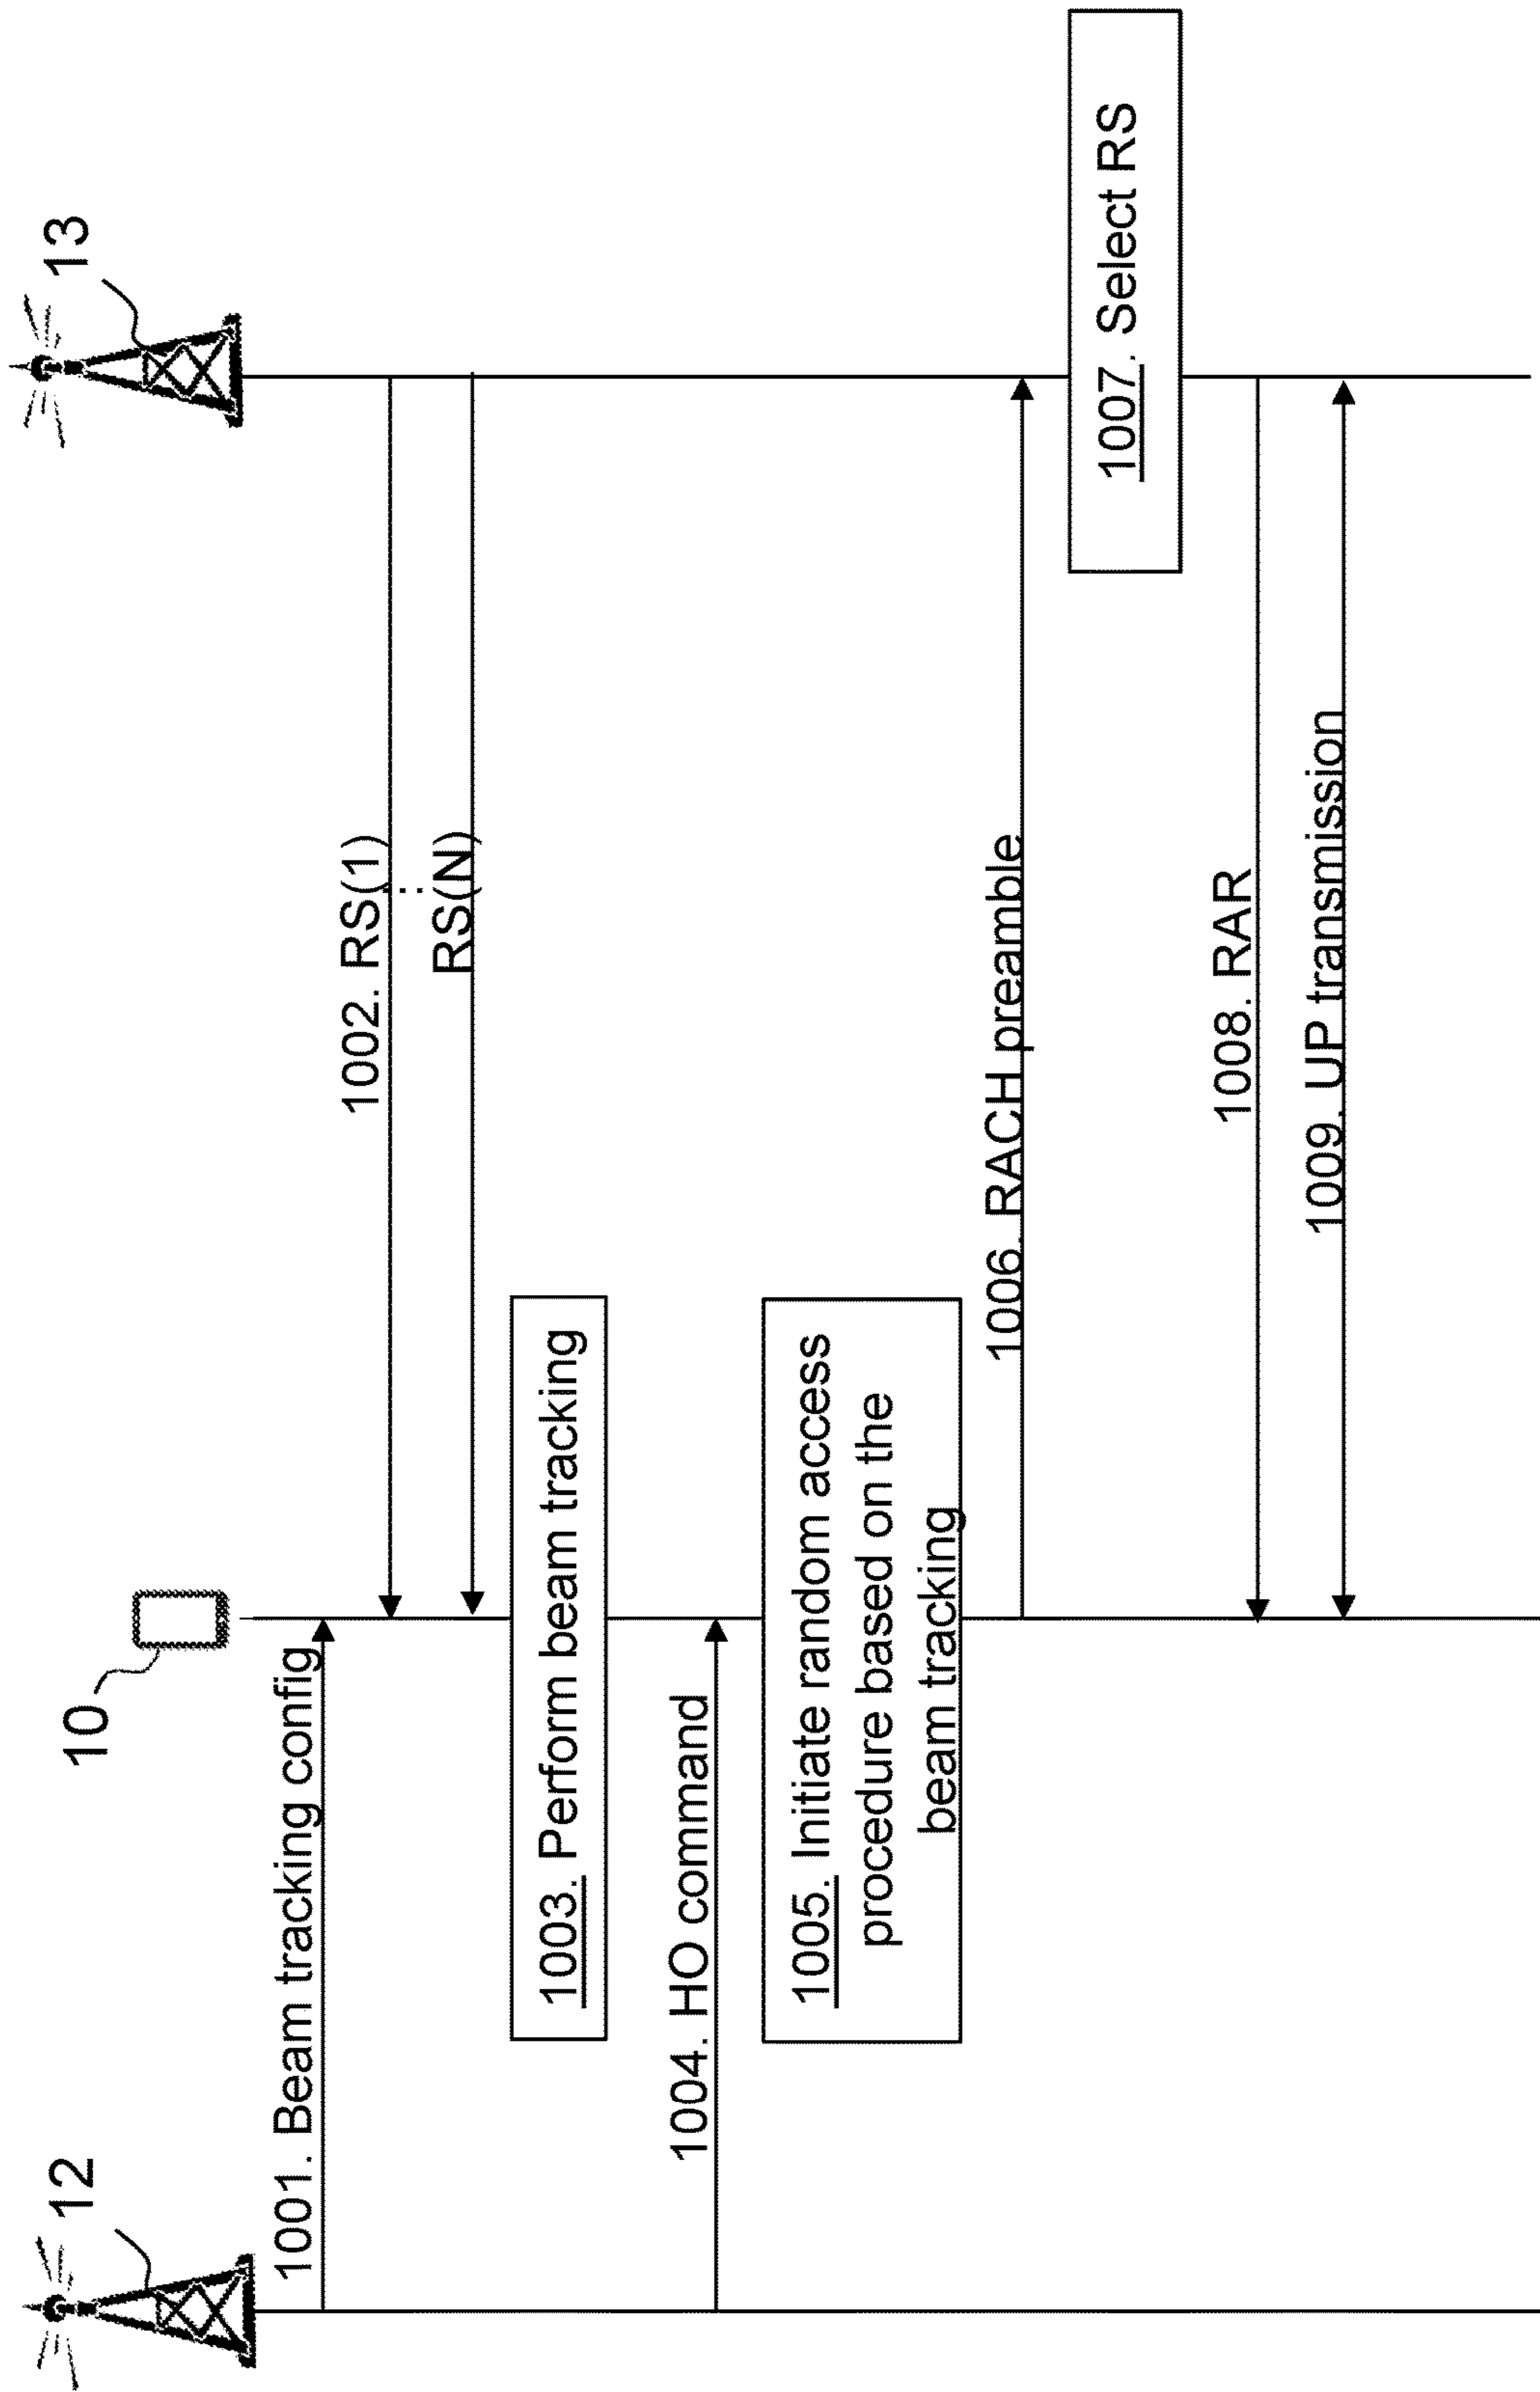 12
10
13
1001. Beam tracking config
1002. RS(1)
⋮
RS(N)
1003. Perform beam tracking
1004. HO command
1005. Initiate random access
procedure based on the
beam tracking
1006. RACH preamble
1007. Select RS
1008. RAR
1009. UP transmission